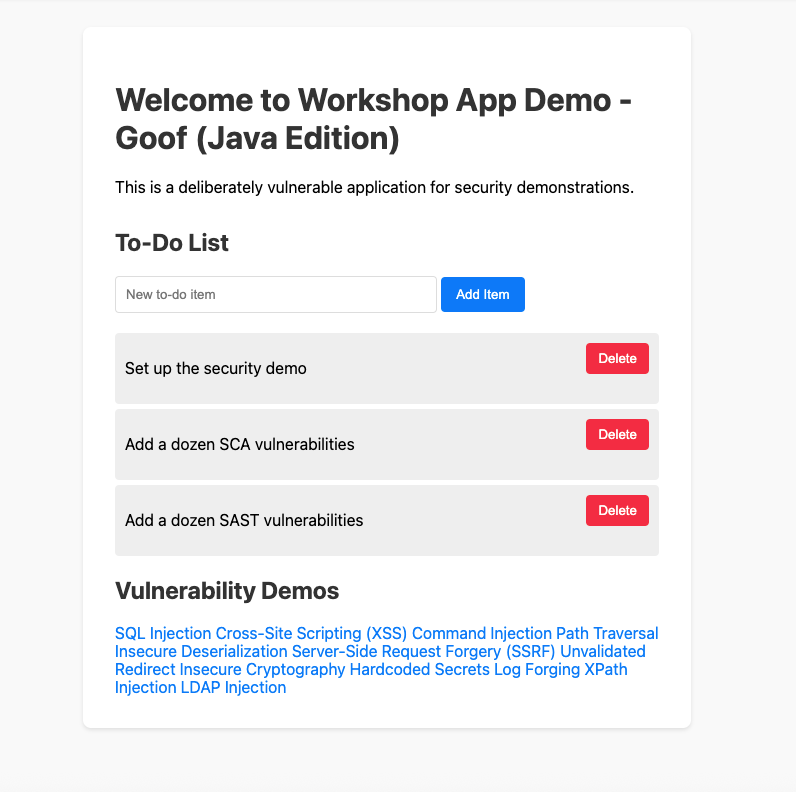 Welcome to Workshop App Demo -
Goof (Java Edition)
This is a deliberately vulnerable application for security demonstrations.
To-Do List
New to-do item
Add Item
Set up the security demo
Delete
Add a dozen SCA vulnerabilities
Delete
Add a dozen SAST vulnerabilities
Delete
Vulnerability Demos
SQL Injection Cross-Site Scripting (XSS) Command Injection Path Traversal
Insecure Deserialization Server-Side Request Forgery (SSRF) Unvalidated
Redirect Insecure Cryptography Hardcoded Secrets Log Forging XPath
Injection LDAP Injection